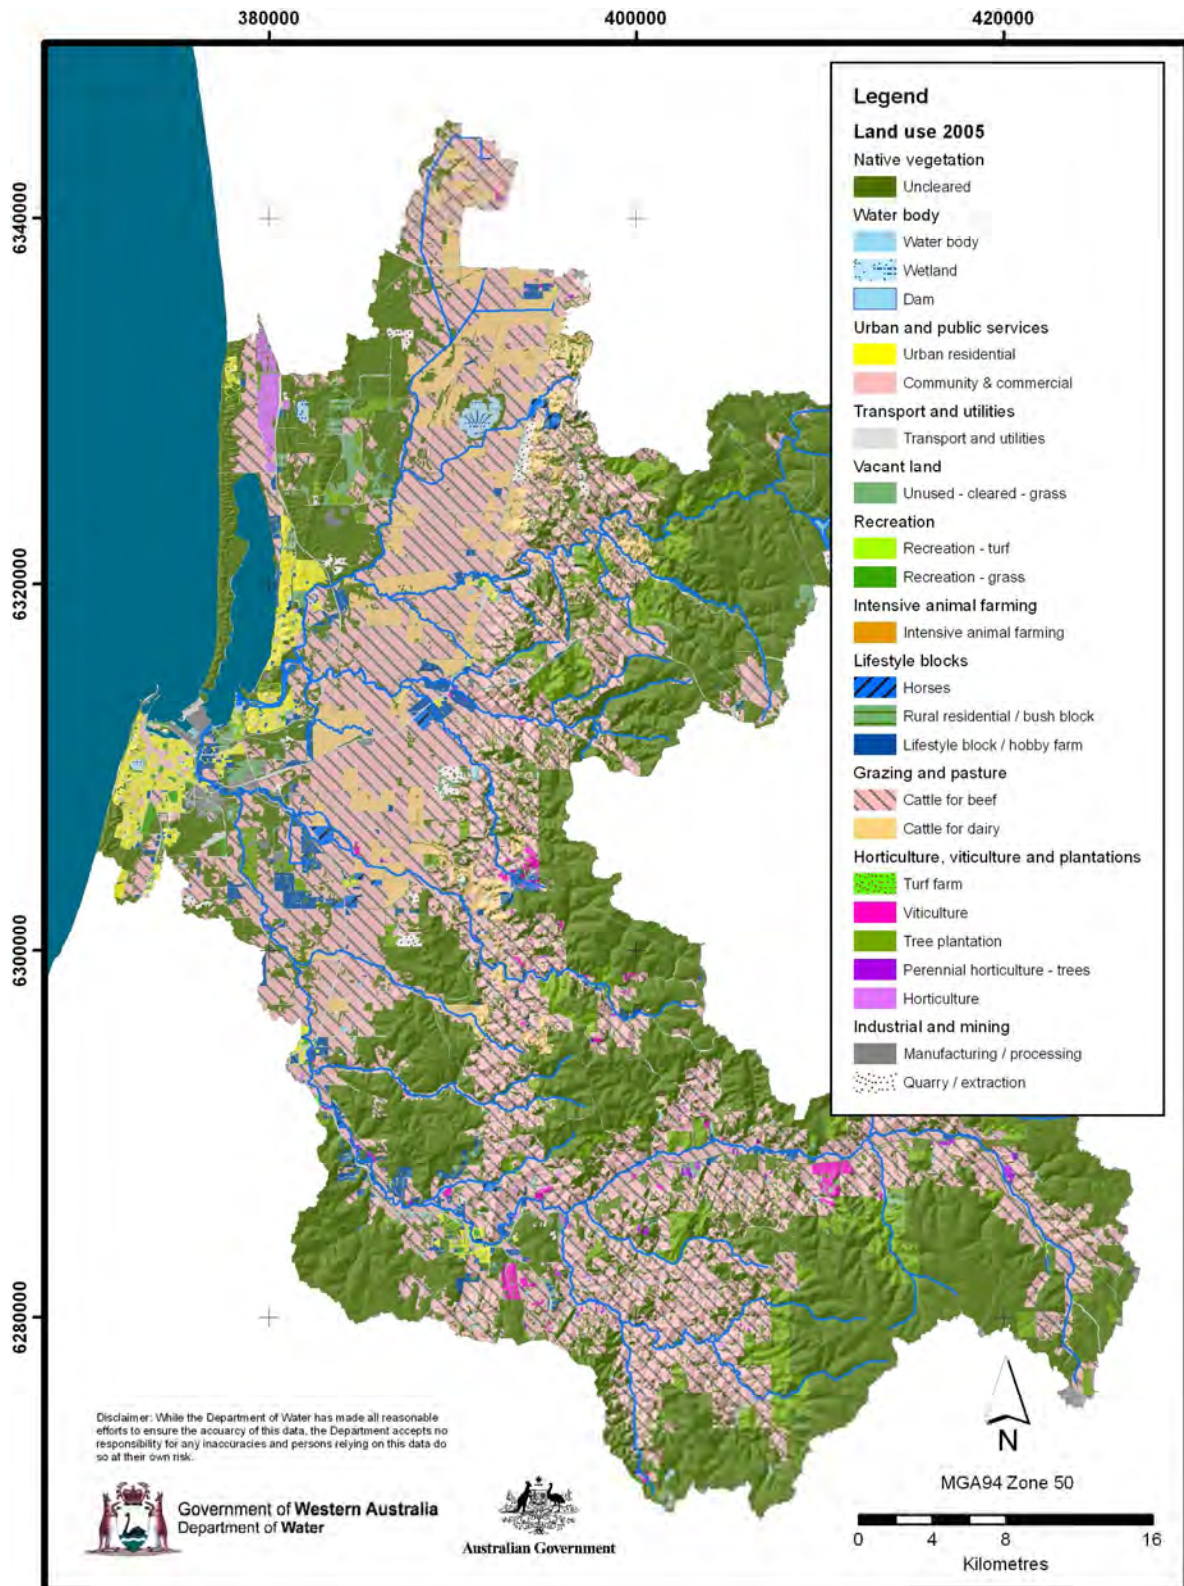 380000
400000
420000
6340000
6320000
6300000
6280000
Legend
Land use 2005
Native vegetation
Uncleared
Water body
Water body
Wetland
Dam
Urban and public services
Urban residential
Community & commercial
Transport and utilities
Transport and utilities
Vacant land
Unused - cleared - grass
Recreation
Recreation - turf
Recreation - grass
Intensive animal farming
Intensive animal farming
Lifestyle blocks
Horses
Rural residential / bush block
Lifestyle block / hobby farm
Grazing and pasture
Cattle for beef
Cattle for dairy
Horticulture, viticulture and plantations
Turf farm
Viticulture
Tree plantation
Perennial horticulture - trees
Horticulture
Industrial and mining
Manufacturing / processing
Quarry / extraction
N
MGA94 Zone 50
0 4 8 16
Kilometres
Disclaimer: While the Department of Water has made all reasonable
efforts to ensure the accuarcy of this data, the Department accepts no
responsibility for any inaccuracies and persons relying on this data do
so at their own risk.
Government of Western Australia
Department of Water
Australian Government